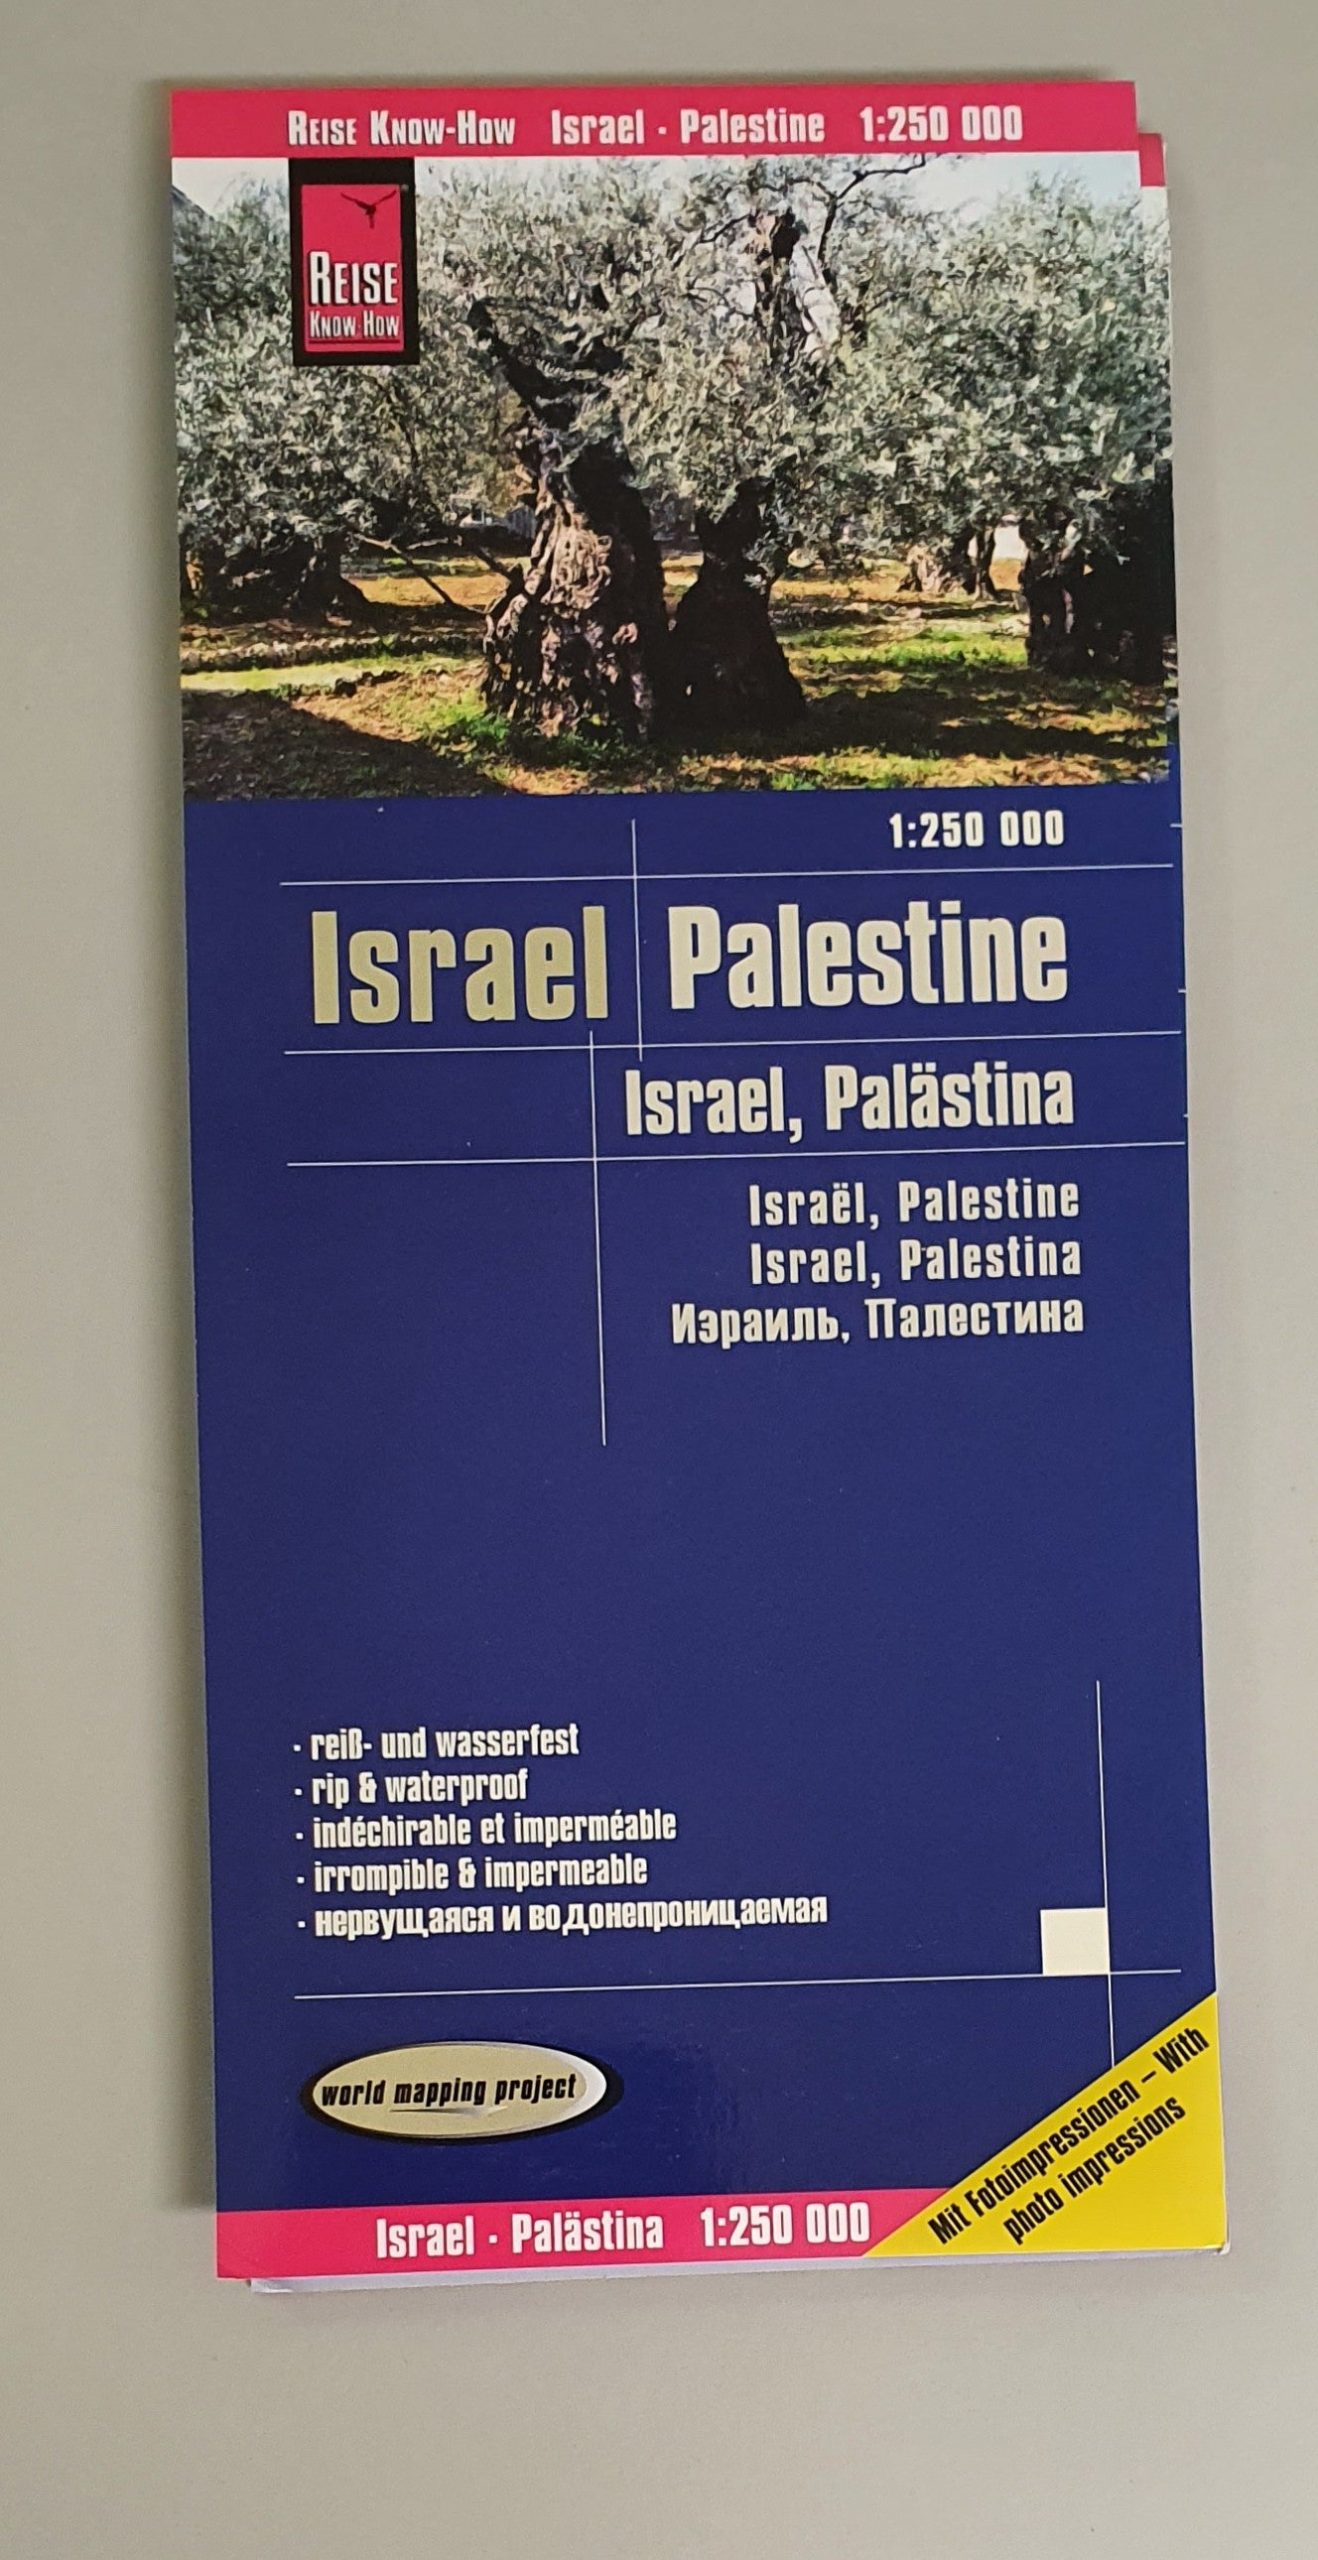 REISE KNOW-HOW Israel · Palestine 1:250 000
REISE
KNOW-HOW
1:250 000
Israel Palestine
Israel, Palästina
Israël, Palestine
Israel, Palestina
Иэраиль, Палестина
· reiß- und wasserfest
· rip & waterproof
· indéchirable et imperméable
· irrompible & impermeable
· нервущаяся и водонепроницаемая
world mapping project
Mit Fotoimpressionen – With
photo impressions
Israel · Palästina 1:250 000